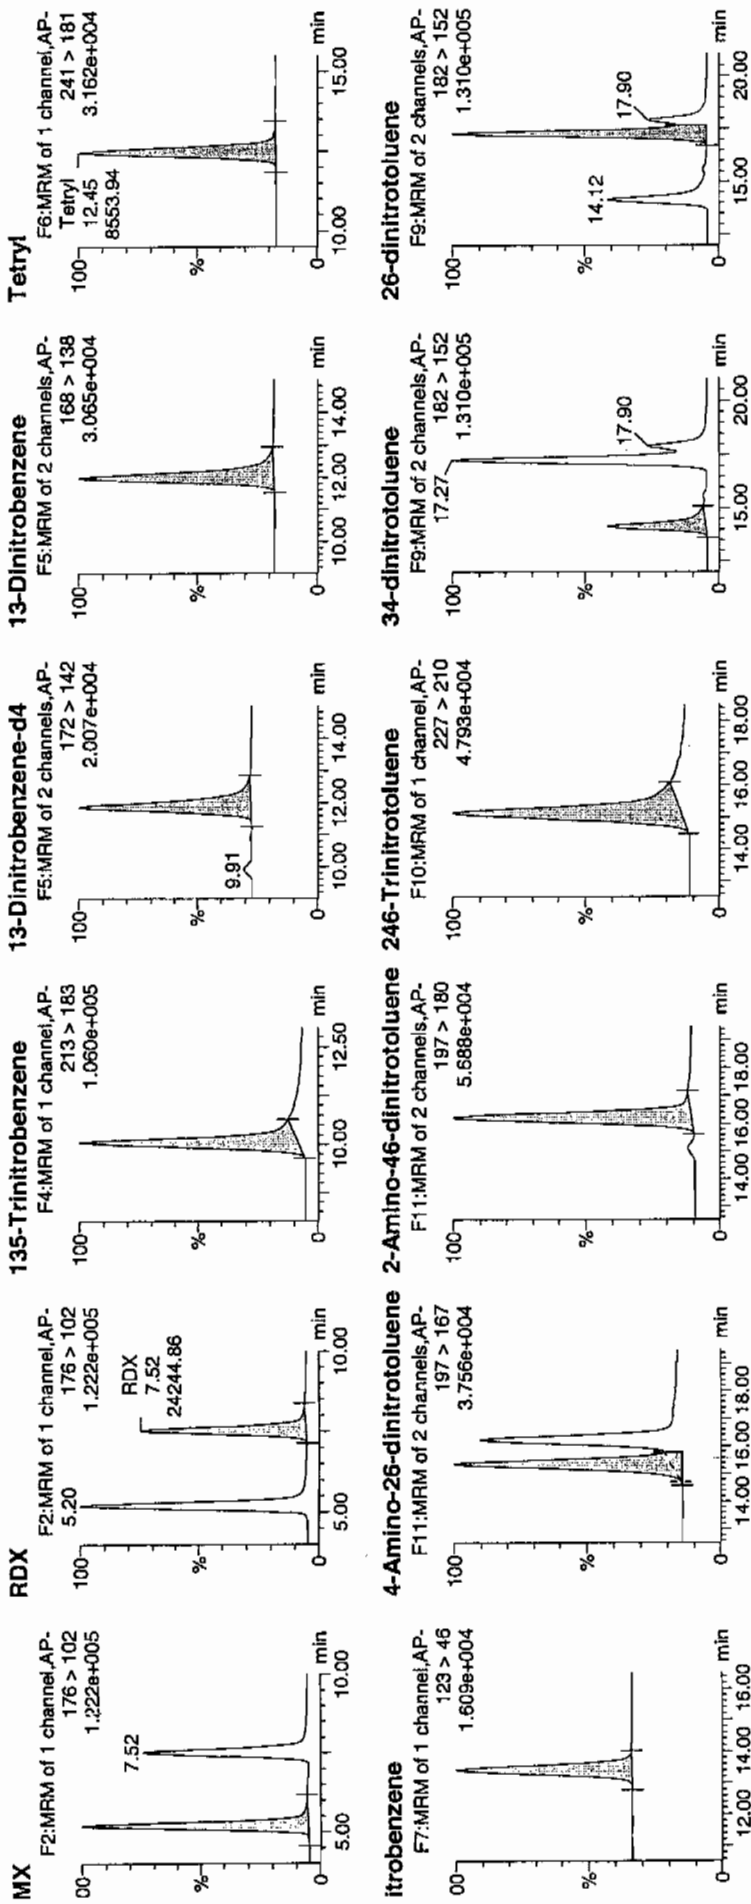 MX
F2:MRM of 1 channel,AP-
176 > 102
1.222e+005
00
%
0
7.52
5.00
10.00
min
RDX
F2:MRM of 1 channel,AP-
176 > 102
1.222e+005
100
%
0
5.20
RDX
7.52
24244.86
5.00
10.00
min
135-Trinitrobenzene
F4:MRM of 1 channel,AP-
213 > 183
1.060e+005
100
%
0
10.00
12.50
min
13-Dinitrobenzene-d4
F5:MRM of 2 channels,AP-
172 > 142
2.007e+004
100
%
0
9.91
10.00
12.00
14.00
min
13-Dinitrobenzene
F5:MRM of 2 channels,AP-
168 > 138
3.065e+004
100
%
0
10.00
12.00
14.00
min
Tetryl
F6:MRM of 1 channel,AP-
241 > 181
3.162e+004
Tetryl
12.45
8553.94
100
%
0
10.00
15.00
min
itrobenzene
F7:MRM of 1 channel,AP-
123 > 46
1.609e+004
00
%
0
12.00
14.00
16.00
min
4-Amino-26-dinitrotoluene
F11:MRM of 2 channels,AP-
197 > 167
3.756e+004
100
%
0
14.00
16.00
18.00
min
2-Amino-46-dinitrotoluene
F11:MRM of 2 channels,AP-
197 > 180
5.688e+004
100
%
0
14.00
16.00
18.00
min
246-Trinitrotoluene
F10:MRM of 1 channel,AP-
227 > 210
4.793e+004
100
%
0
14.00
16.00
18.00
min
34-dinitrotoluene
F9:MRM of 2 channels,AP-
182 > 152
1.310e+005
100
%
0
17.27
17.90
15.00
20.00
min
26-dinitrotoluene
F9:MRM of 2 channels,AP-
182 > 152
1.310e+005
100
%
0
14.12
17.90
15.00
20.00
min